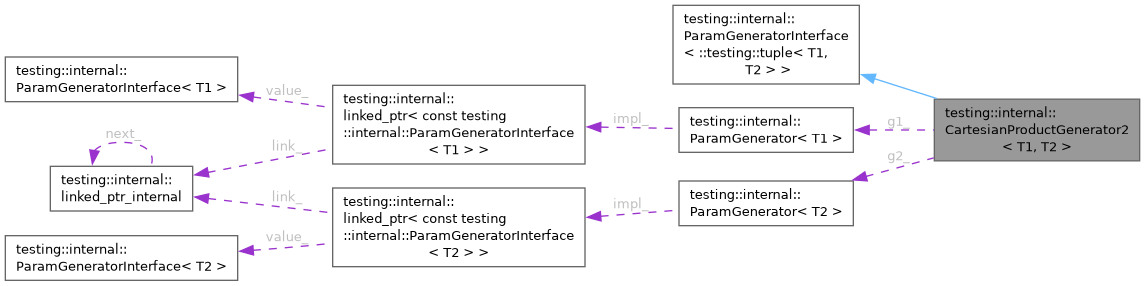 testing::internal::
ParamGeneratorInterface
< ::testing::tuple< T1,
T2 > >
testing::internal::
ParamGeneratorInterface< T1 >
value_
testing::internal::
linked_ptr< const testing
::internal::ParamGeneratorInterface
< T1 > >
impl_
testing::internal::
ParamGenerator< T1 >
g1_
testing::internal::
CartesianProductGenerator2
< T1, T2 >
next_
link_
g2_
testing::internal::
linked_ptr_internal
link_
testing::internal::
linked_ptr< const testing
::internal::ParamGeneratorInterface
< T2 > >
impl_
testing::internal::
ParamGenerator< T2 >
value_
testing::internal::
ParamGeneratorInterface< T2 >